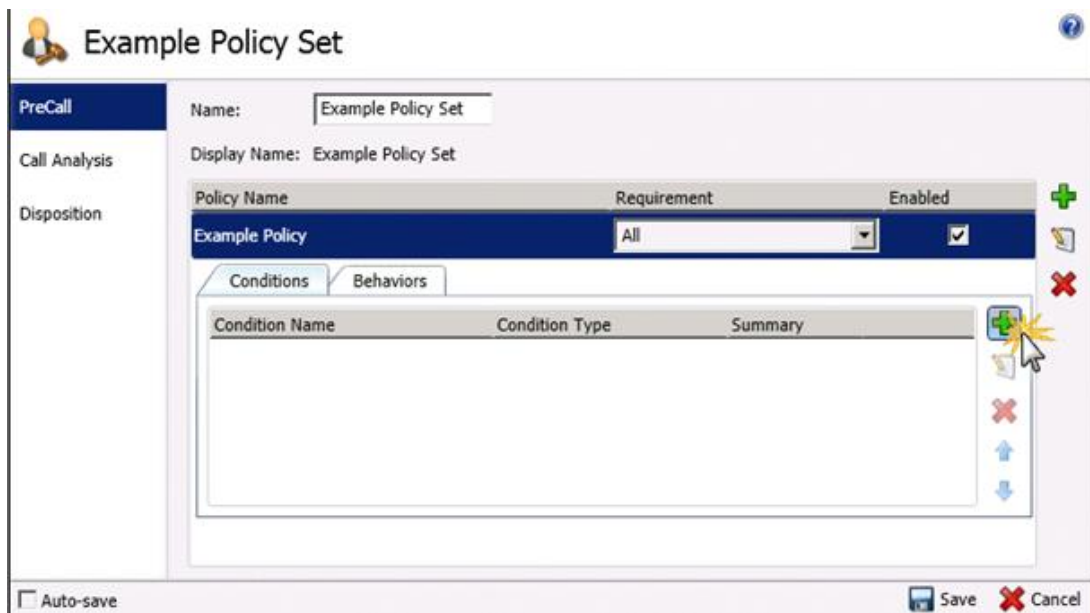 Example Policy Set
PreCall
Call Analysis
Disposition
Name: Example Policy Set
Display Name: Example Policy Set
Policy Name Requirement Enabled
Example Policy All
Conditions Behaviors
Condition Name Condition Type Summary
Auto-save Save Cancel